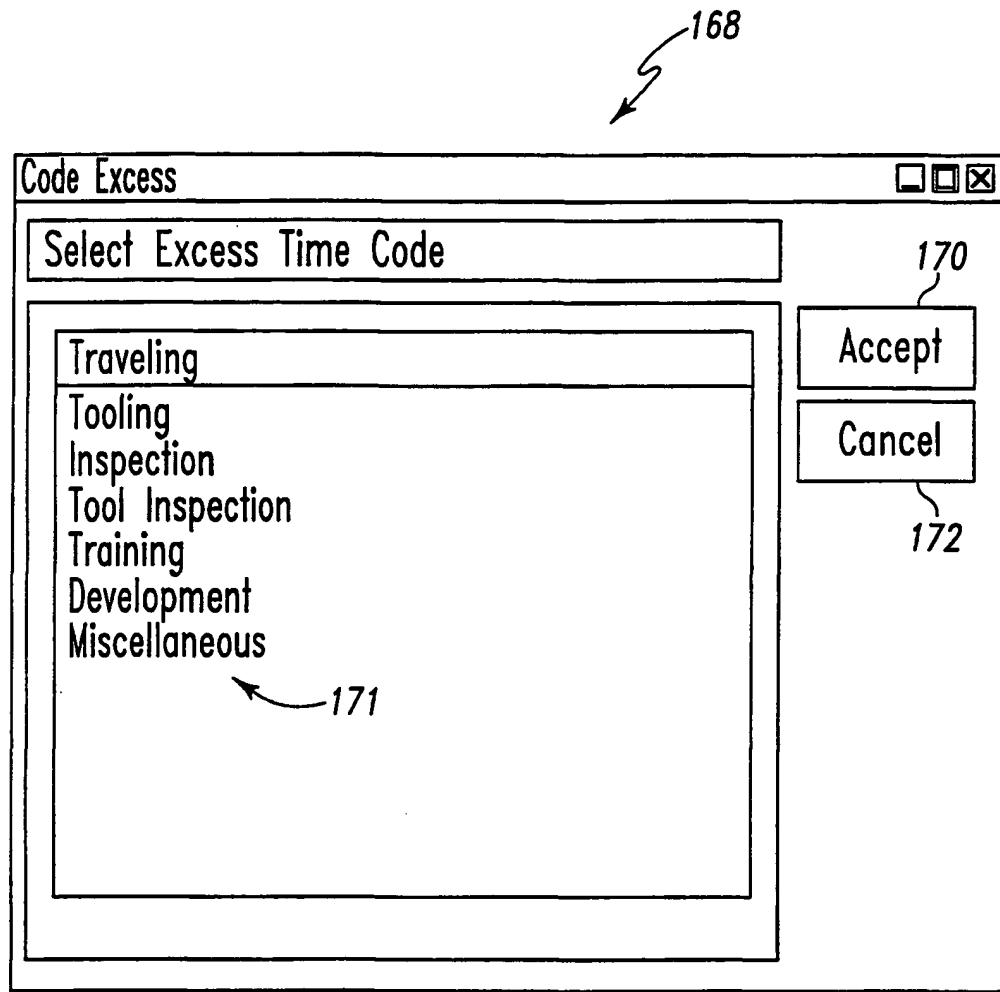 168
Code Excess
Select Excess Time Code
170
Accept
Traveling
Tooling
Cancel
Inspection
Tool Inspection
172
Training
Development
Miscellaneous
171